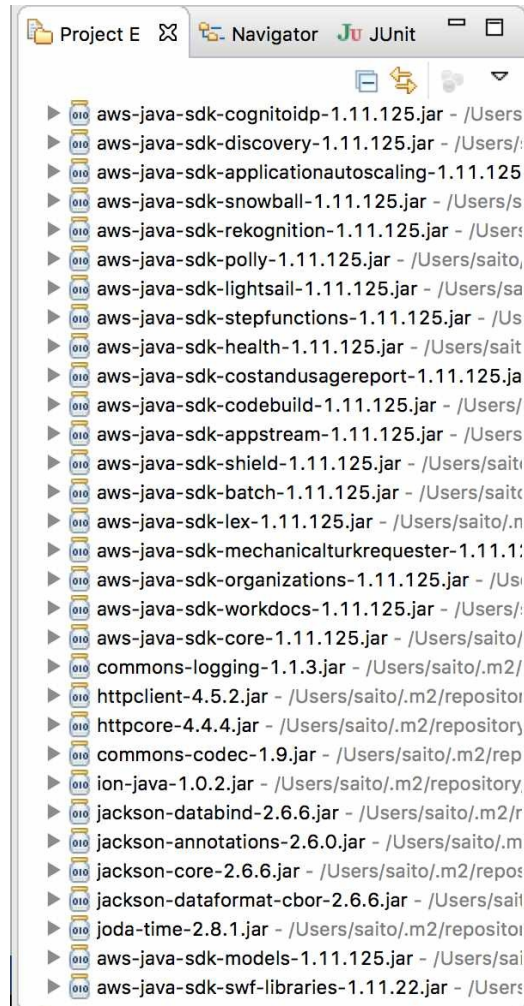 Project E Navigator JUnit
aws-java-sdk-cognitoidp-1.11.125.jar - /Users
aws-java-sdk-discovery-1.11.125.jar - /Users/
aws-java-sdk-applicationautoscaling-1.11.125
aws-java-sdk-snowball-1.11.125.jar - /Users/s
aws-java-sdk-rekognition-1.11.125.jar - /Users
aws-java-sdk-polly-1.11.125.jar - /Users/saito/
aws-java-sdk-lightsail-1.11.125.jar - /Users/sa
aws-java-sdk-stepfunctions-1.11.125.jar - /Us
aws-java-sdk-health-1.11.125.jar - /Users/sait
aws-java-sdk-costandusagereport-1.11.125.ja
aws-java-sdk-codebuild-1.11.125.jar - /Users/
aws-java-sdk-appstream-1.11.125.jar - /Users
aws-java-sdk-shield-1.11.125.jar - /Users/saito
aws-java-sdk-batch-1.11.125.jar - /Users/saito
aws-java-sdk-lex-1.11.125.jar - /Users/saito/.m
aws-java-sdk-mechanicalturkrequester-1.11.12
aws-java-sdk-organizations-1.11.125.jar - /Use
aws-java-sdk-workdocs-1.11.125.jar - /Users/
aws-java-sdk-core-1.11.125.jar - /Users/saito/
commons-logging-1.1.3.jar - /Users/saito/.m2/
httpclient-4.5.2.jar - /Users/saito/.m2/repositor
httpcore-4.4.4.jar - /Users/saito/.m2/repository
commons-codec-1.9.jar - /Users/saito/.m2/rep
ion-java-1.0.2.jar - /Users/saito/.m2/repository/
jackson-databind-2.6.6.jar - /Users/saito/.m2/r
jackson-annotations-2.6.0.jar - /Users/saito/.m
jackson-core-2.6.6.jar - /Users/saito/.m2/repos
jackson-dataformat-cbor-2.6.6.jar - /Users/sait
joda-time-2.8.1.jar - /Users/saito/.m2/repositor
aws-java-sdk-models-1.11.125.jar - /Users/sai
aws-java-sdk-swf-libraries-1.11.22.jar - /Users